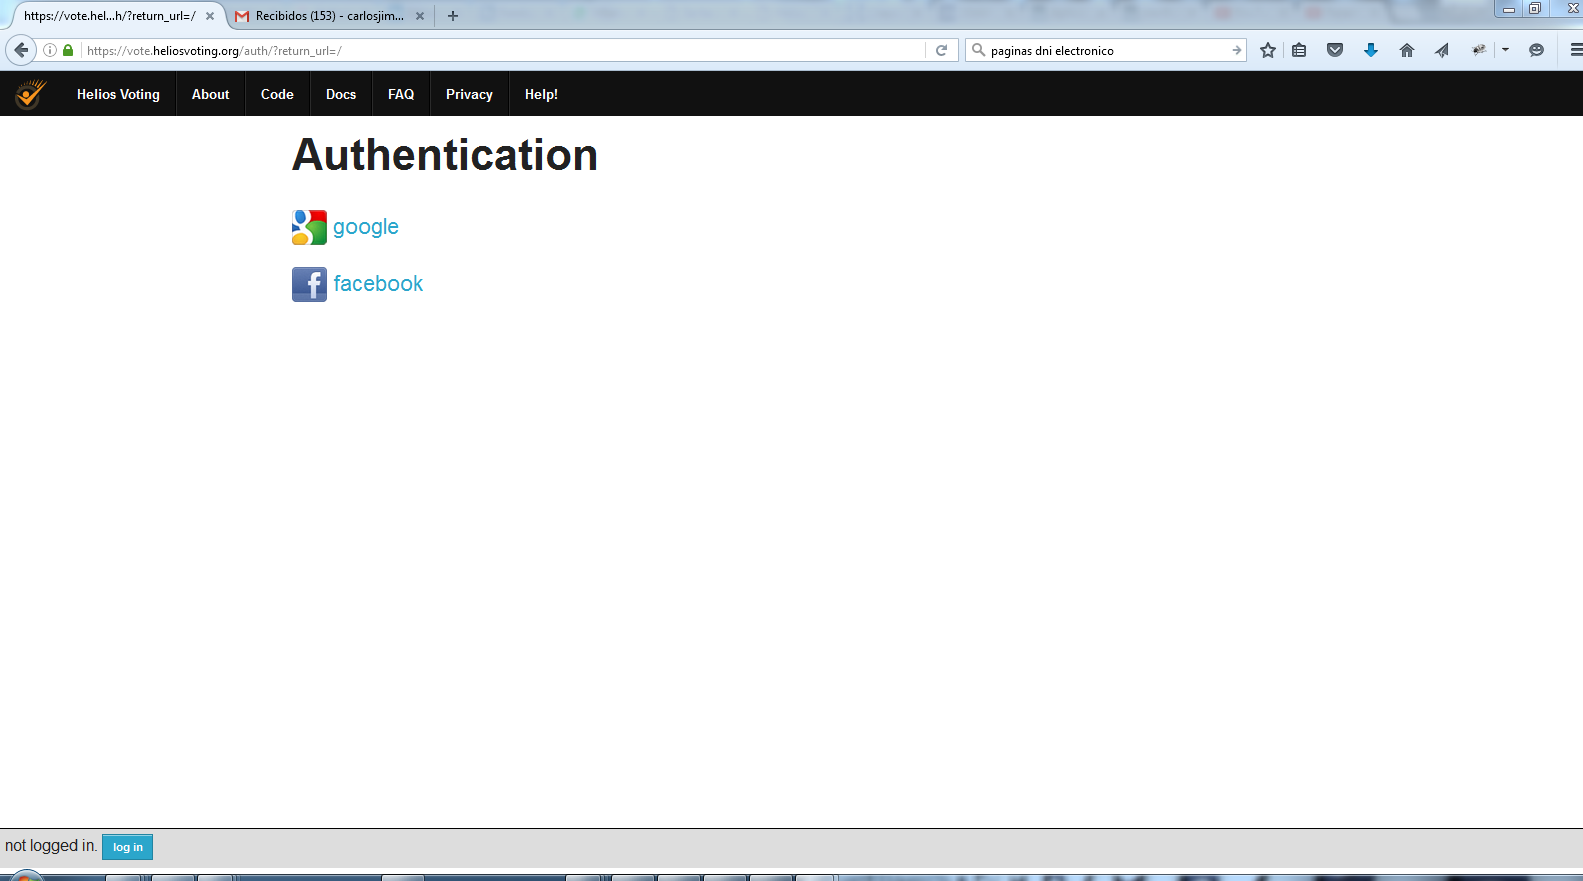 https://vote.hel...h/?return_url=/
Recibidos (153) - carlosjim...
https://vote.heliosvoting.org/auth/?return_url=/
paginas dni electronico
Helios Voting
About
Code
Docs
FAQ
Privacy
Help!
Authentication
google
facebook
not logged in. log in